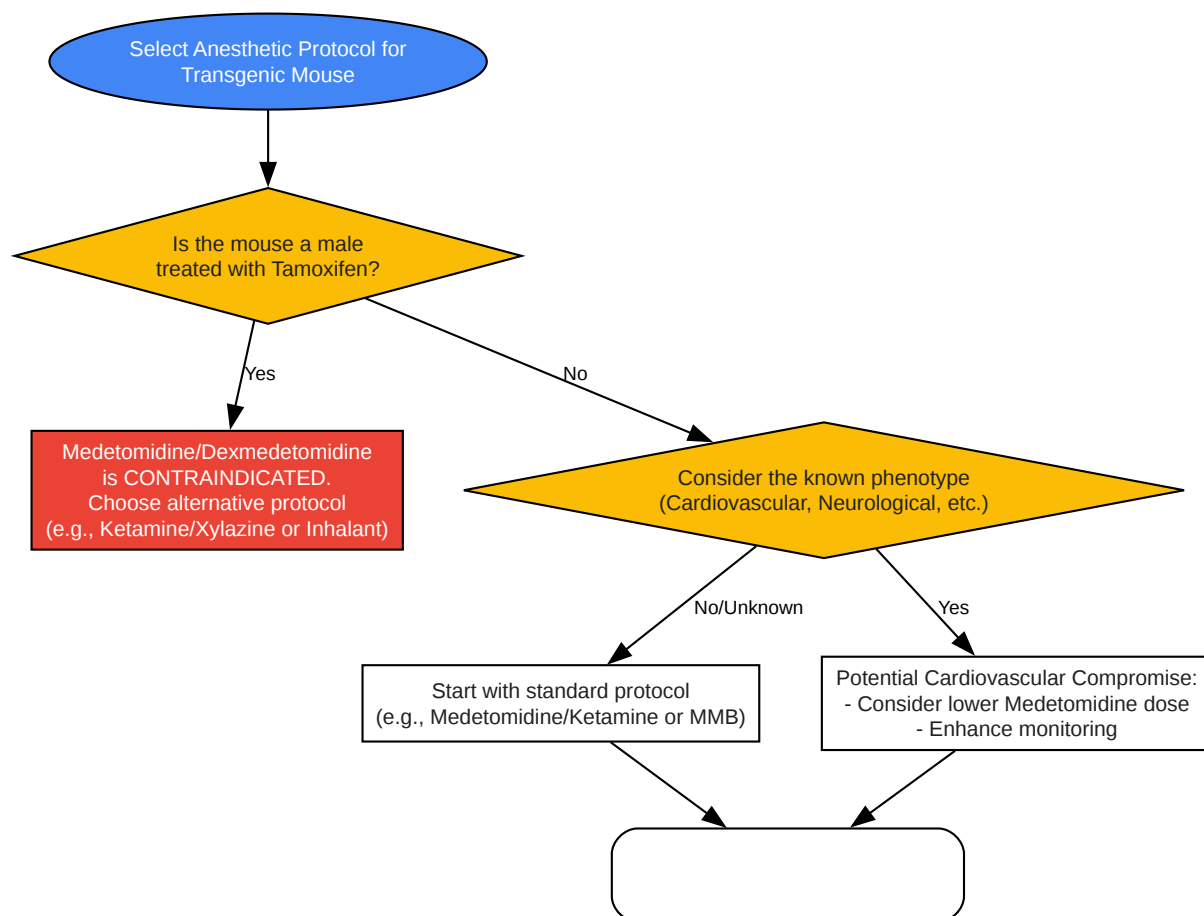 Select Anesthetic Protocol for
Transgenic Mouse
Is the mouse a male
treated with Tamoxifen?
Yes
No
Medetomidine/Dexmedetomidine
is CONTRAINDICATED.
Choose alternative protocol
(e.g., Ketamine/Xylazine or Inhalant)
Consider the known phenotype
(Cardiovascular, Neurological, etc.)
No/Unknown
Yes
Start with standard protocol
(e.g., Medetomidine/Ketamine or MMB)
Potential Cardiovascular Compromise:
- Consider lower Medetomidine dose
- Enhance monitoring